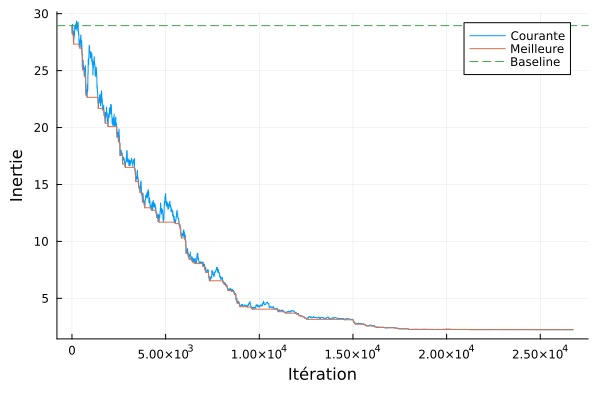 30
25
20
15
10
5
Inertie
Courante
Meilleure
Baseline
0 5.00×10³ 1.00×10⁴ 1.50×10⁴ 2.00×10⁴ 2.50×10⁴
Itération